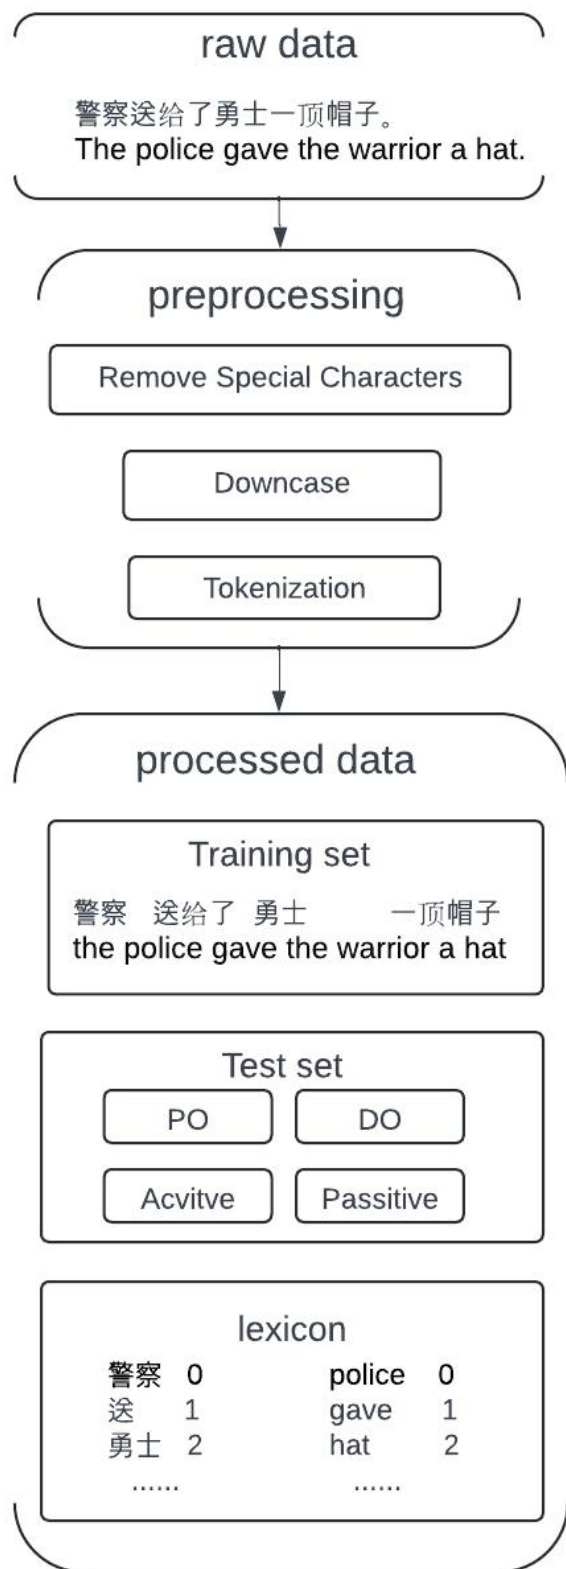 raw data
警察送给了勇士一顶帽子。
The police gave the warrior a hat.
preprocessing
Remove Special Characters
Downcase
Tokenization
processed data
Training set
警察 送给了 勇士 一顶帽子
the police gave the warrior a hat
Test set
PO DO
Acvitve Passitive
lexicon
警察 0 police 0
送 1 gave 1
勇士 2 hat 2
...... ......